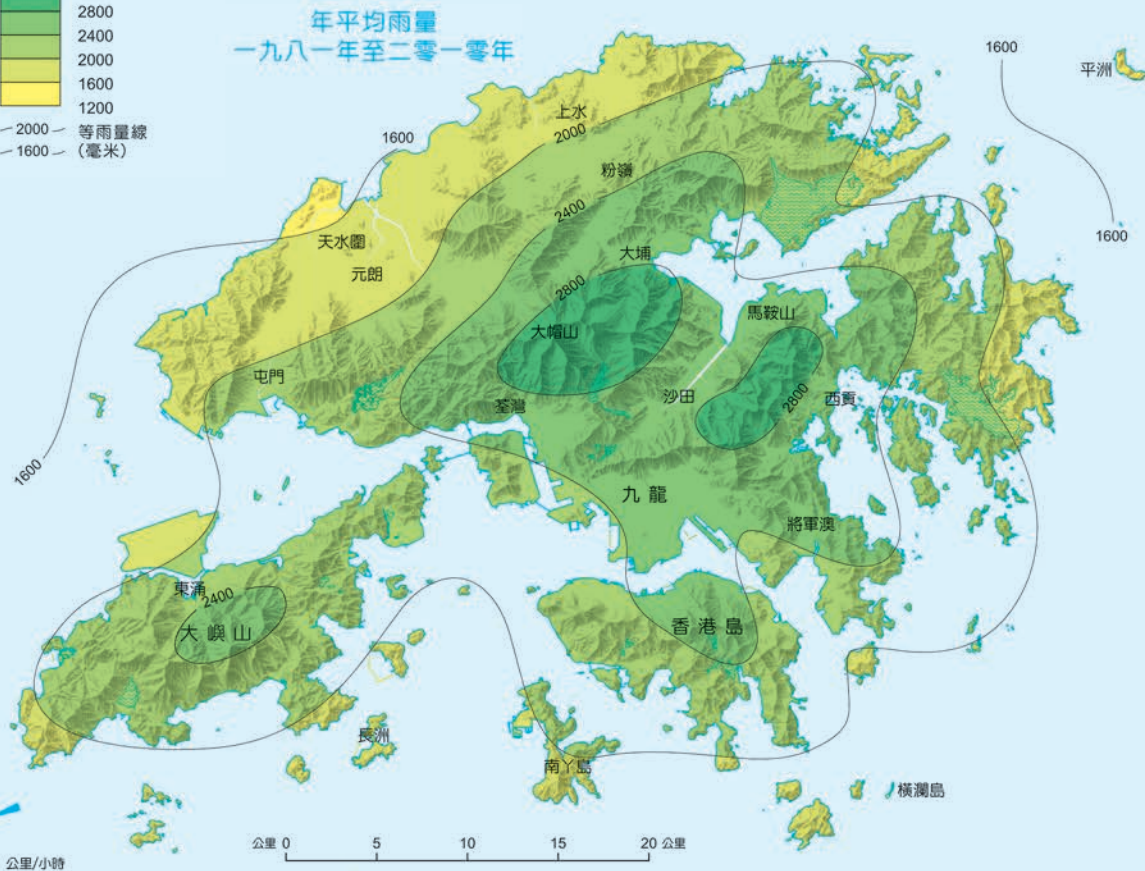 2800
2400
2000
1600
1200
2000 等雨量線
1600 （毫米）
年平均雨量
一九八一年至二零一零年
1600
平洲
1600
上水
2000
粉嶺
2400
1600
天水圍
元朗
大埔
2800
大帽山
馬鞍山
屯門
沙田
2800
西貢
荃灣
1600
九龍
將軍澳
東涌
2400
大嶼山
香港島
長洲
南丫島
橫瀾島
公里 0 5 10 15 20 公里
公里/小時